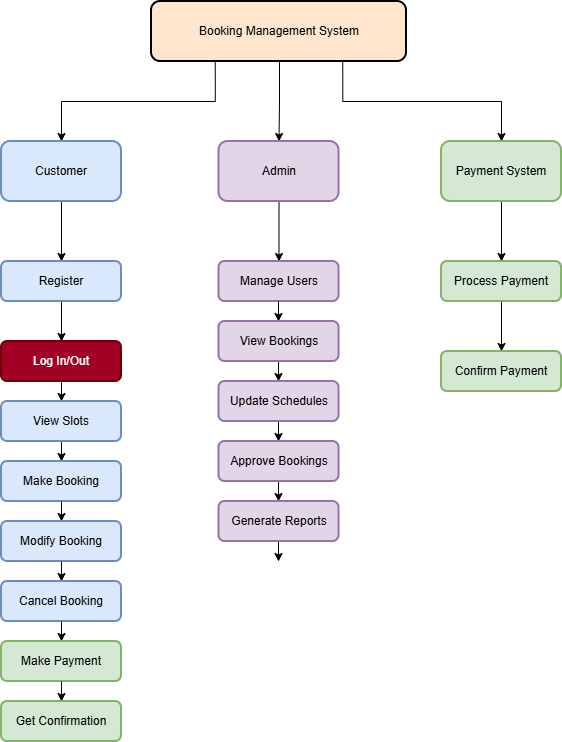 Booking Management System
Customer
Admin
Payment System
Register
Manage Users
Process Payment
Log In/Out
View Bookings
Confirm Payment
View Slots
Update Schedules
Make Booking
Approve Bookings
Modify Booking
Generate Reports
Cancel Booking
Make Payment
Get Confirmation